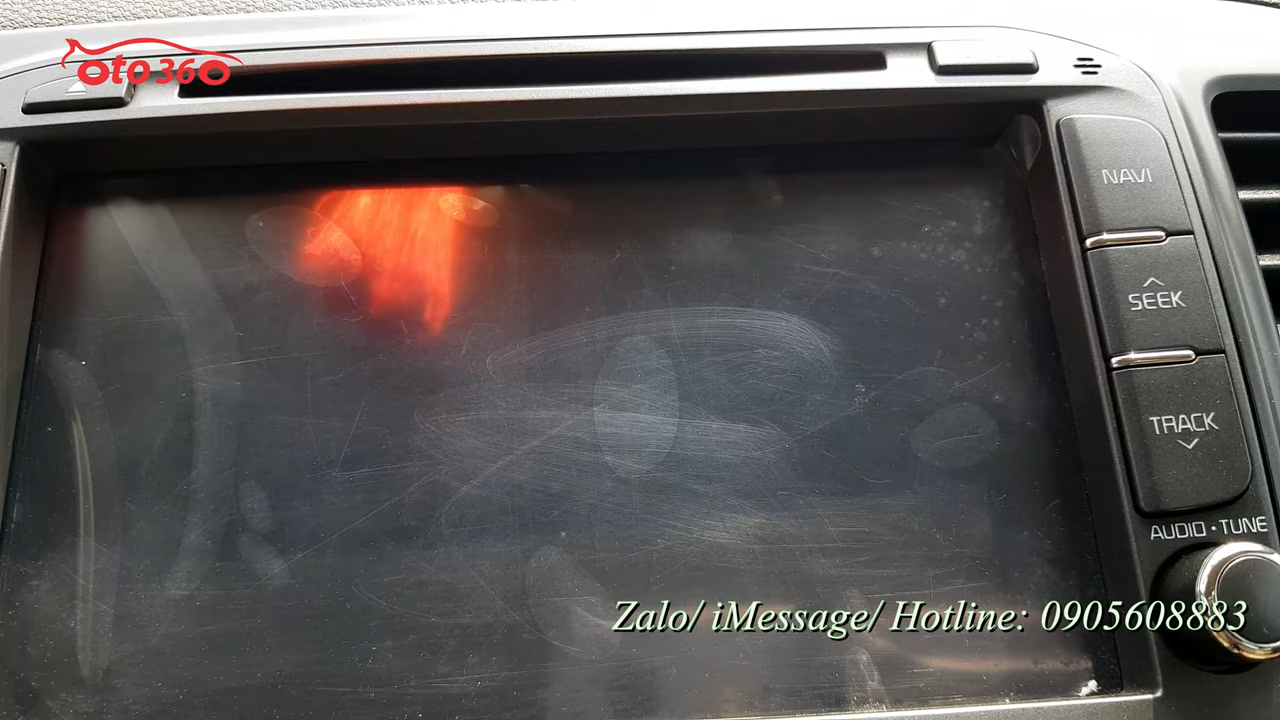 oto360
NAVI
SEEK
TRACK
AUDIO•TUNE
Zalo/ iMessage/ Hotline: 0905608883